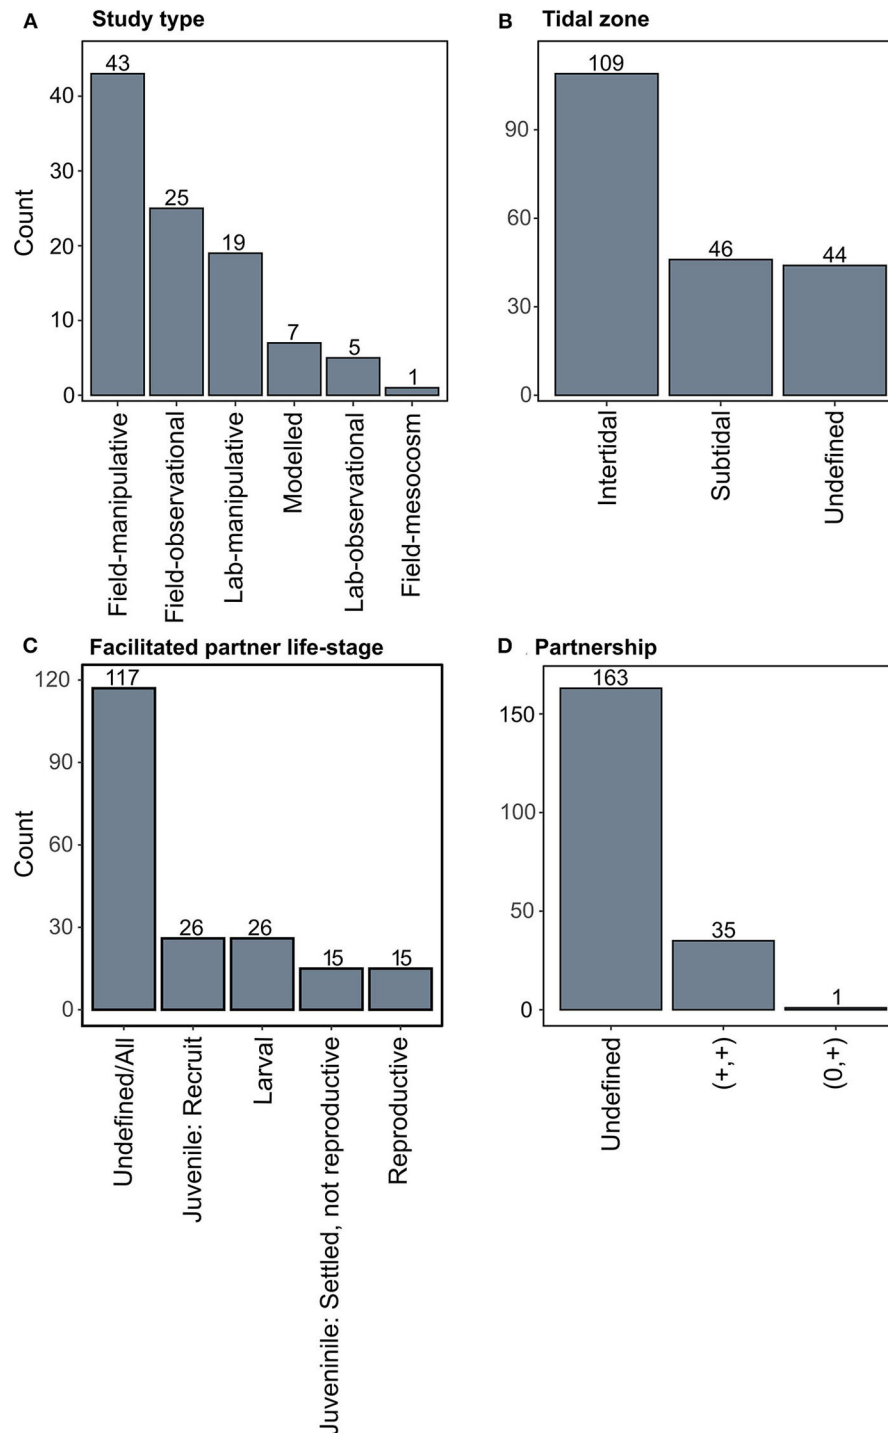 A Study type
43
40
25
30
19
Count
20
10
7
5
1
0
Field-manipulative
Field-observational
Lab-manipulative
Modelled
Lab-observational
Field-mesocosm
B Tidal zone
109
90
60
46
44
30
0
Intertidal
Subtidal
Undefined
C Facilitated partner life-stage
120
117
90
Count
60
30
26
26
15
15
0
Undefined/All
Juvenile: Recruit
Larval
Juveninile: Settled, not reproductive
Reproductive
D Partnership
163
150
100
50
35
1
0
Undefined
(+,+)
(0,+)